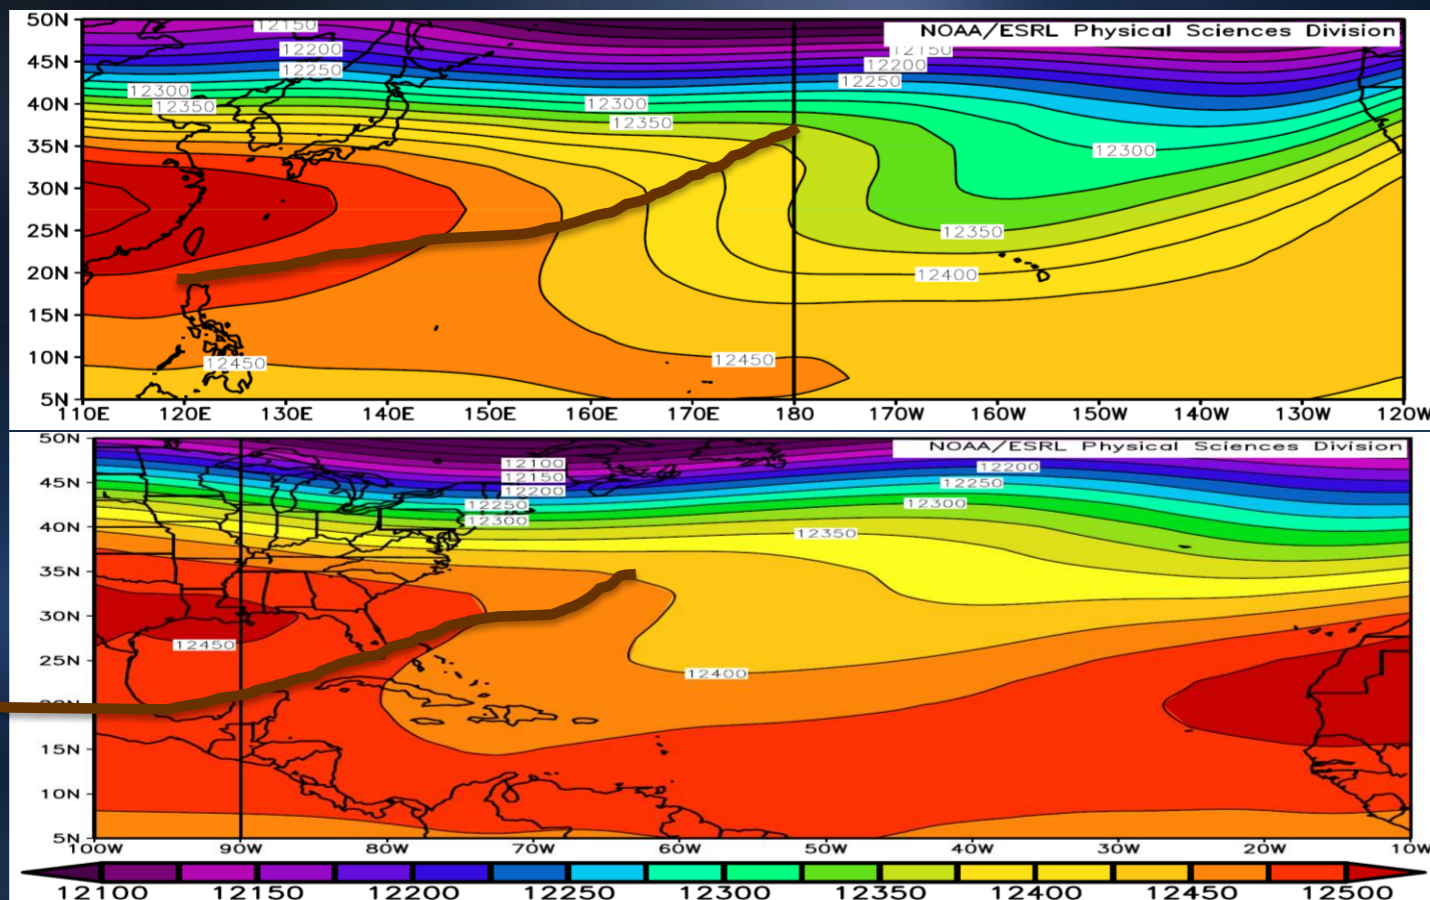 50N 12150 NOAA/ESRL Physical Sciences Division
12200 12150
45N 12200
12250 12250
12300
40N 12350 12300
12350
35N 12300
30N
25N 12350
20N 12400
15N
10N 12450 12450
5N
110E 120E 130E 140E 150E 160E 170E 180 170W 160W 150W 140W 130W 120W
50N NOAA/ESRL Physical Sciences Division
12100 12200
45N 12150 12250
12200
12250 12300
40N 12300 12350
35N
30N
12450
25N 12400
20N
15N
10N
5N
100W 90W 80W 70W 60W 50W 40W 30W 20W 10W
12100 12150 12200 12250 12300 12350 12400 12450 12500